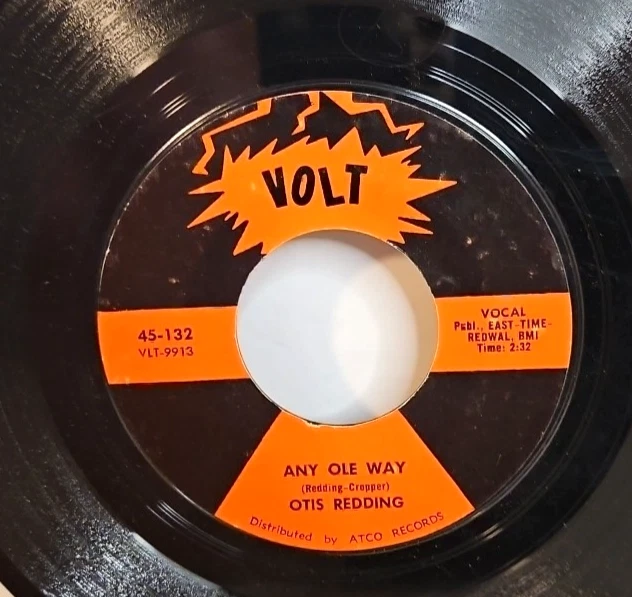 VOLT
45-132
VLT-9913
VOCAL
Publ., EAST-TIME-
REDWAL, BMI
Time: 2:32
ANY OLE WAY
(Redding-Cropper)
OTIS REDDING
Distributed by ATCO RECORDS